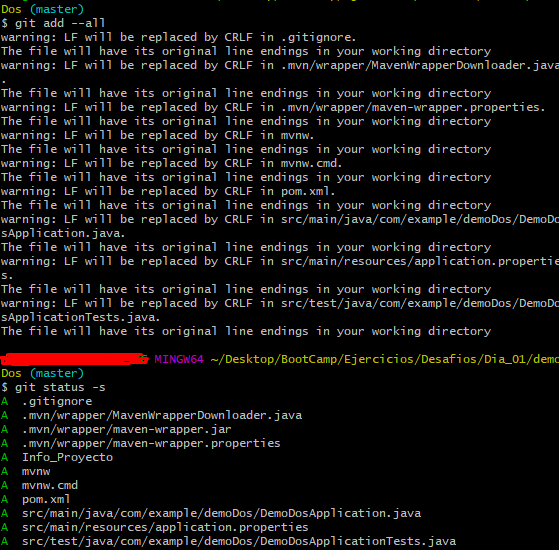 Dos (master)
$ git add --all
warning: LF will be replaced by CRLF in .gitignore.
The file will have its original line endings in your working directory
warning: LF will be replaced by CRLF in .mvn/wrapper/MavenWrapperDownloader.java
.
The file will have its original line endings in your working directory
warning: LF will be replaced by CRLF in .mvn/wrapper/maven-wrapper.properties.
The file will have its original line endings in your working directory
warning: LF will be replaced by CRLF in mvnw.
The file will have its original line endings in your working directory
warning: LF will be replaced by CRLF in mvnw.cmd.
The file will have its original line endings in your working directory
warning: LF will be replaced by CRLF in pom.xml.
The file will have its original line endings in your working directory
warning: LF will be replaced by CRLF in src/main/java/com/example/demoDos/DemoDo
sApplication.java.
The file will have its original line endings in your working directory
warning: LF will be replaced by CRLF in src/main/resources/application.propertie
s.
The file will have its original line endings in your working directory
warning: LF will be replaced by CRLF in src/test/java/com/example/demoDos/DemoDo
sApplicationTests.java.
The file will have its original line endings in your working directory
MINGW64 ~/Desktop/BootCamp/Ejercicios/Desafios/Dia_01/demo
Dos (master)
$ git status -s
A  .gitignore
A  .mvn/wrapper/MavenWrapperDownloader.java
A  .mvn/wrapper/maven-wrapper.jar
A  .mvn/wrapper/maven-wrapper.properties
A  Info_Proyecto
A  mvnw
A  mvnw.cmd
A  pom.xml
A  src/main/java/com/example/demoDos/DemoDosApplication.java
A  src/main/resources/application.properties
A  src/test/java/com/example/demoDos/DemoDosApplicationTests.java